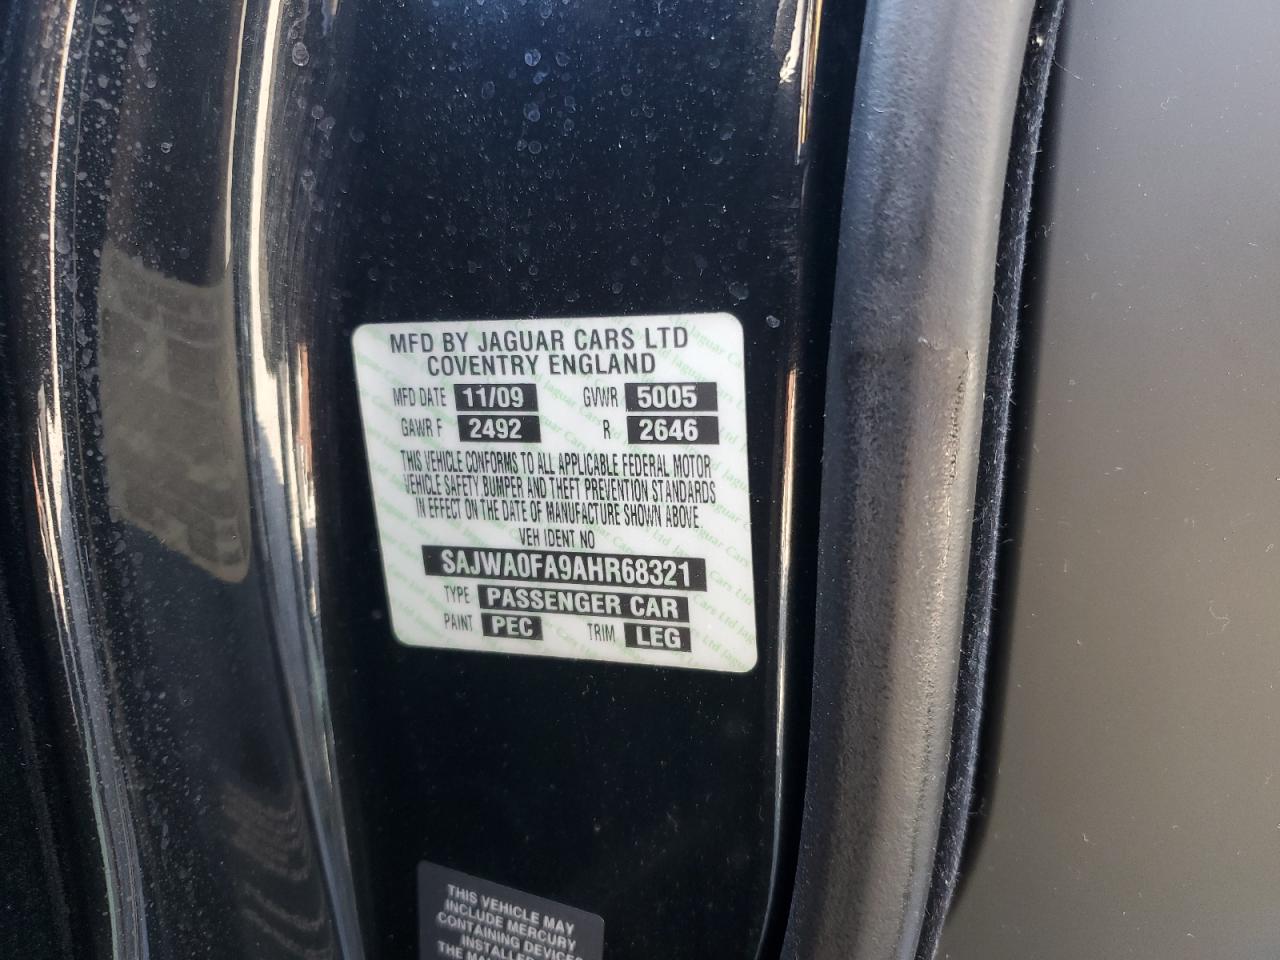 MFD BY JAGUAR CARS LTD
COVENTRY ENGLAND
MFD DATE 11/09 GVWR 5005
GAWR F 2492 R 2646
THIS VEHICLE CONFORMS TO ALL APPLICABLE FEDERAL MOTOR
VEHICLE SAFETY BUMPER AND THEFT PREVENTION STANDARDS
IN EFFECT ON THE DATE OF MANUFACTURE SHOWN ABOVE.
VEH IDENT NO
SAJWA0FA9AHR68321
TYPE PASSENGER CAR
PAINT PEC TRIM LEG
THIS VEHICLE MAY
INCLUDE MERCURY
CONTAINING DEVICES